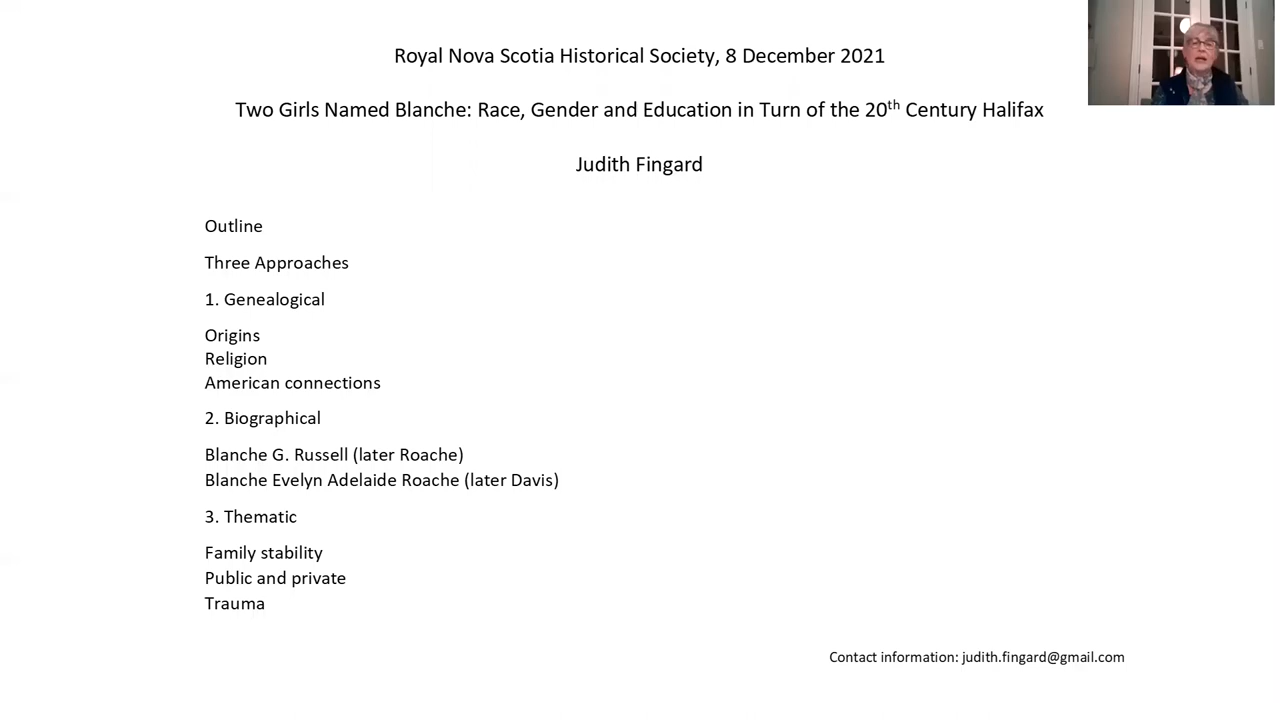 Royal Nova Scotia Historical Society, 8 December 2021
Two Girls Named Blanche: Race, Gender and Education in Turn of the 20th Century Halifax
Judith Fingard
Outline
Three Approaches
1. Genealogical
Origins
Religion
American connections
2. Biographical
Blanche G. Russell (later Roache)
Blanche Evelyn Adelaide Roache (later Davis)
3. Thematic
Family stability
Public and private
Trauma
Contact information: judith.fingard@gmail.com